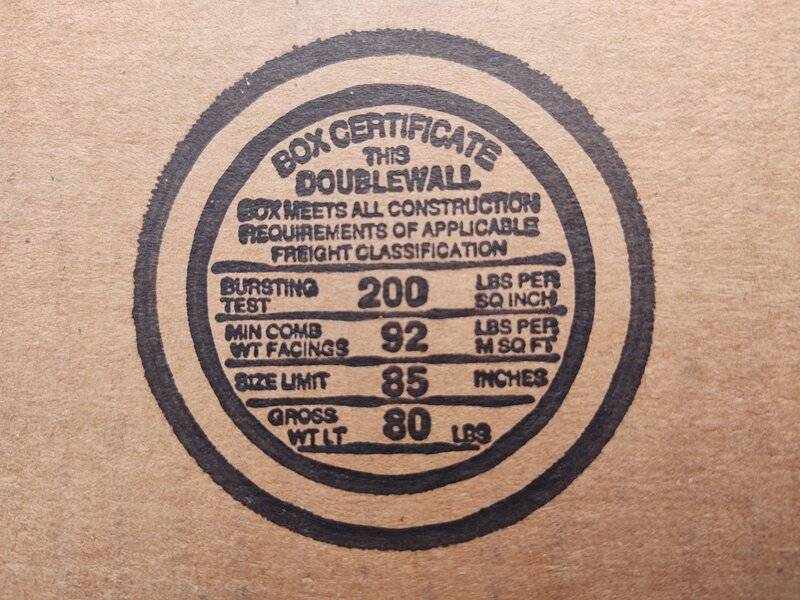 BOX CERTIFICATE
THIS
DOUBLEWALL
BOX MEETS ALL CONSTRUCTION
REQUIREMENTS OF APPLICABLE
FREIGHT CLASSIFICATION
BURSTING TEST 200 LBS PER SQ INCH
MIN COMB WT FACINGS 92 LBS PER M SQ FT
SIZE LIMIT 85 INCHES
GROSS WT LT 80 LBS